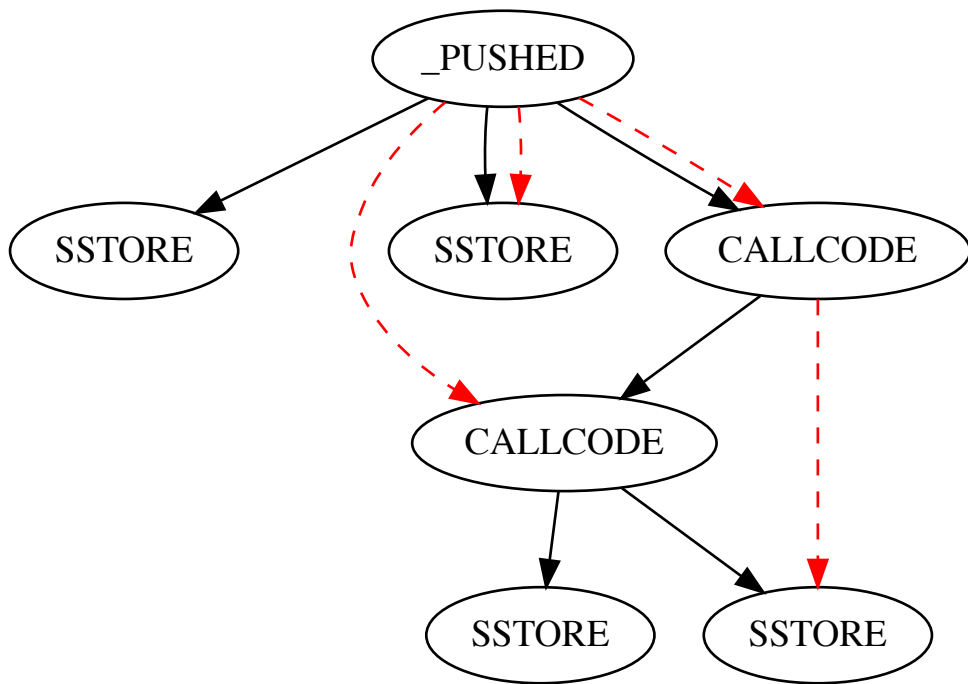 _PUSHED
SSTORE
SSTORE
CALLCODE
CALLCODE
SSTORE
SSTORE